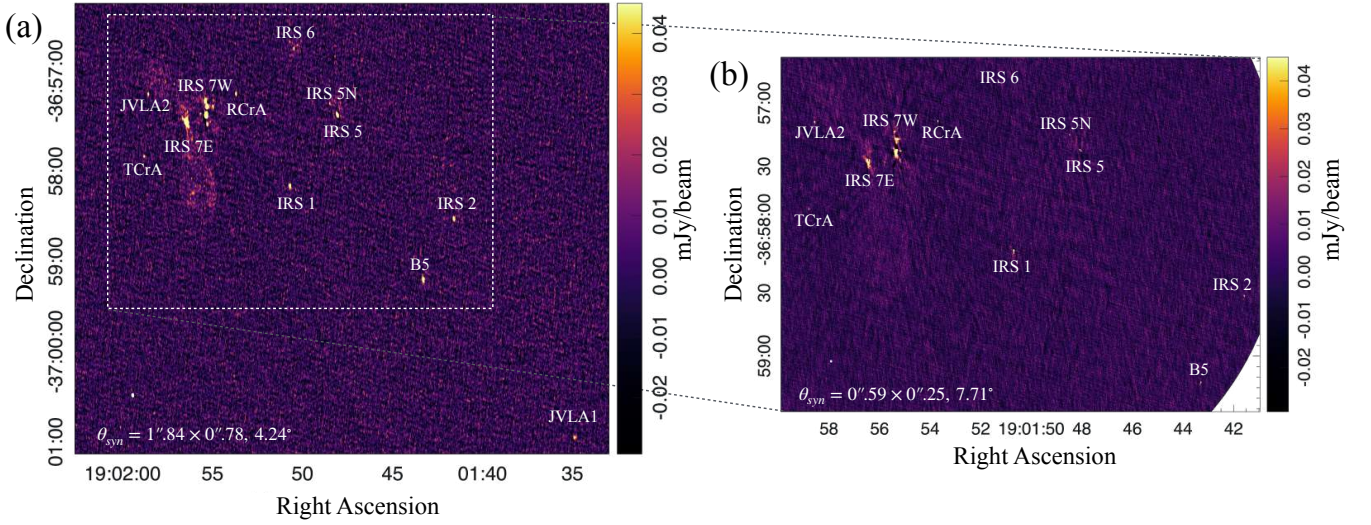 (a)
Declination
-36:57:00
58:00
59:00
-37:00:00
01:00
IRS 6
IRS 7W
IRS 5N
JVLA2
RCrA
IRS 5
IRS 7E
TCrA
IRS 1
IRS 2
B5
JVLA1
θsyn = 1″.84 × 0″.78, 4.24°
19:02:00 55 50 45 01:40 35
Right Ascension
0.04
0.03
0.02
0.01
0.00
-0.01
-0.02
mJy/beam
(b)
Declination
57:00
30
-36:58:00
30
59:00
IRS 6
IRS 7W
JVLA2
RCrA
IRS 5N
IRS 5
IRS 7E
TCrA
IRS 1
IRS 2
B5
θsyn = 0″.59 × 0″.25, 7.71°
58 56 54 52 19:01:50 48 46 44 42
Right Ascension
0.04
0.03
0.02
0.01
0.00
-0.01
-0.02
mJy/beam